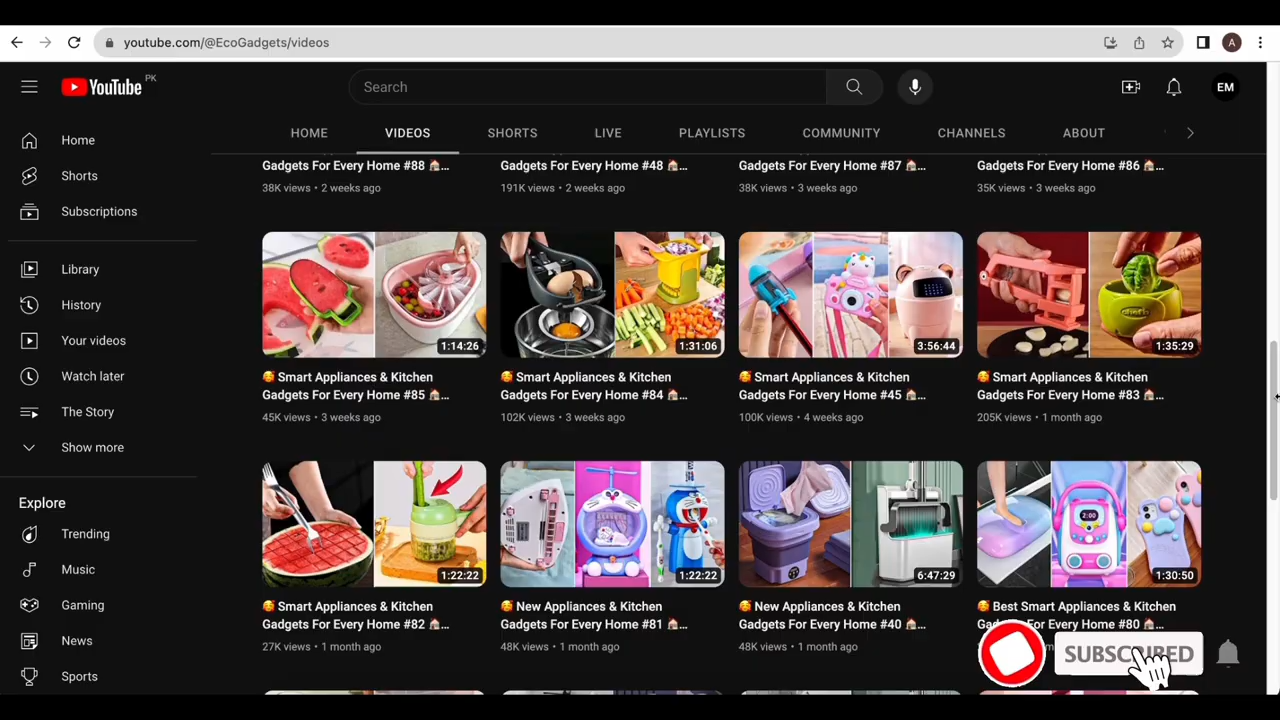 youtube.com/@EcoGadgets/videos
A
YouTube PK
Search
EM
HOME VIDEOS SHORTS LIVE PLAYLISTS COMMUNITY CHANNELS ABOUT
Home
Shorts
Subscriptions
Library
History
Your videos
Watch later
The Story
Show more
Explore
Trending
Music
Gaming
News
Sports
Gadgets For Every Home #88 🏠...
38K views • 2 weeks ago
Gadgets For Every Home #48 🏠...
191K views • 2 weeks ago
Gadgets For Every Home #87 🏠...
38K views • 3 weeks ago
Gadgets For Every Home #86 🏠...
35K views • 3 weeks ago
1:14:26
🥰 Smart Appliances & Kitchen
Gadgets For Every Home #85 🏠...
45K views • 3 weeks ago
1:31:06
🥰 Smart Appliances & Kitchen
Gadgets For Every Home #84 🏠...
102K views • 3 weeks ago
3:56:44
🥰 Smart Appliances & Kitchen
Gadgets For Every Home #45 🏠...
100K views • 4 weeks ago
1:35:29
🥰 Smart Appliances & Kitchen
Gadgets For Every Home #83 🏠...
205K views • 1 month ago
1:22:22
🥰 Smart Appliances & Kitchen
Gadgets For Every Home #82 🏠...
27K views • 1 month ago
1:22:22
🥰 New Appliances & Kitchen
Gadgets For Every Home #81 🏠...
48K views • 1 month ago
2:00
6:47:29
🥰 New Appliances & Kitchen
Gadgets For Every Home #40 🏠...
48K views • 1 month ago
1:30:50
🥰 Best Smart Appliances & Kitchen
Gadgets For Every Home #80 🏠...
SUBSCRIBED